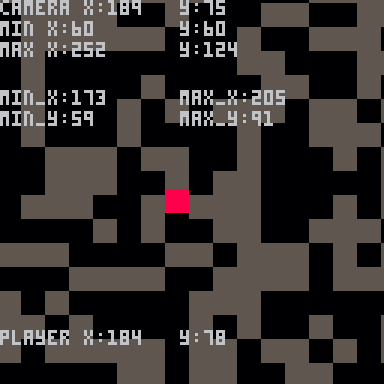 CAMERA X:184 Y:75
MIN X:60 Y:60
MAX X:252 Y:124
MIN_X:173 MAX_X:205
MIN_Y:59 MAX_Y:91
PLAYER X:184 Y:78